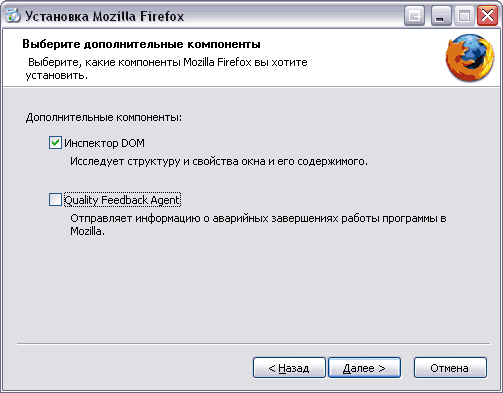 Установка Mozilla Firefox
Выберите дополнительные компоненты
Выберите, какие компоненты Mozilla Firefox вы хотите
установить.
Дополнительные компоненты:
Инспектор DOM
Исследует структуру и свойства окна и его содержимого.
Quality Feedback Agent
Отправляет информацию о аварийных завершениях работы программы в
Mozilla.
< Назад Далее > Отмена